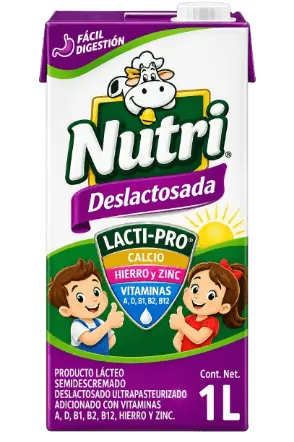 FÁCIL
DIGESTIÓN
Nutri®
Deslactosada
LACTI-PRO®
CALCIO
HIERRO y ZINC
VITAMINAS
A, D, B1, B2, B12
PRODUCTO LÁCTEO
SEMIDESCREMADO
DESLACTOSADO ULTRAPASTEURIZADO
ADICIONADO CON VITAMINAS
A, D, B1, B2, B12, HIERRO Y ZINC.
Cont. Net.
1L